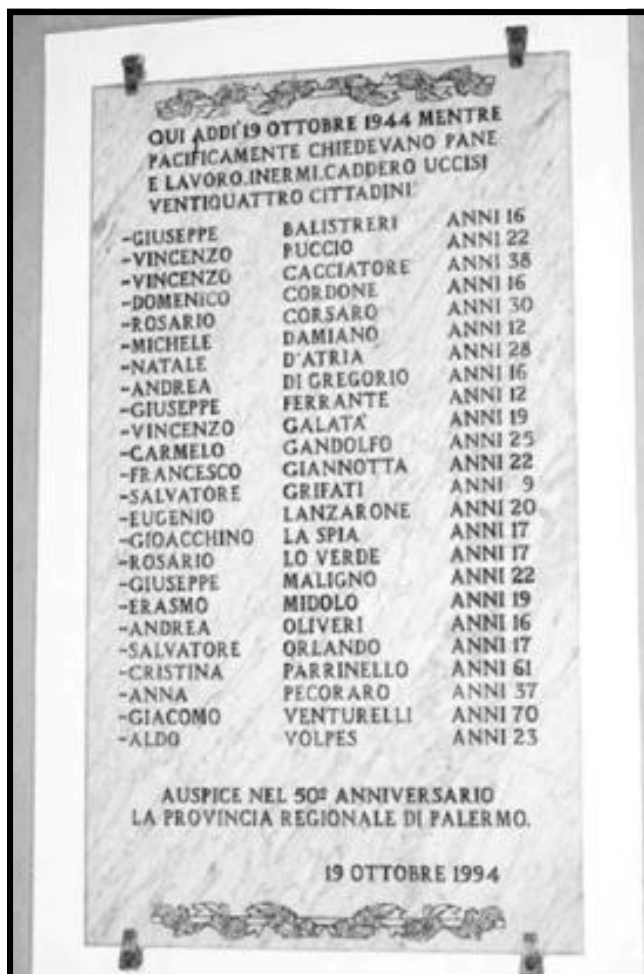 QUI ADDI' 19 OTTOBRE 1944 MENTRE
PACIFICAMENTE CHIEDEVANO PANE
E LAVORO, INERMI, CADDERO UCCISI
VENTIQUATTRO CITTADINI
-GIUSEPPE BALISTRERI ANNI 16
-VINCENZO PUCCIO ANNI 22
-VINCENZO CACCIATORE ANNI 38
-DOMENICO CORDONE ANNI 16
-ROSARIO CORSARO ANNI 30
-MICHELE DAMIANO ANNI 12
-NATALE D'ATRIA ANNI 28
-ANDREA DI GREGORIO ANNI 16
-GIUSEPPE FERRANTE ANNI 12
-VINCENZO GALATA' ANNI 19
-CARMELO GANDOLFO ANNI 25
-FRANCESCO GIANNOTTA ANNI 22
-SALVATORE GRIFATI ANNI 9
-EUGENIO LANZARONE ANNI 20
-GIOACCHINO LA SPIA ANNI 17
-ROSARIO LO VERDE ANNI 17
-GIUSEPPE MALIGNO ANNI 22
-ERASMO MIDOLO ANNI 19
-ANDREA OLIVERI ANNI 16
-SALVATORE ORLANDO ANNI 17
-CRISTINA PARRINELLO ANNI 61
-ANNA PECORARO ANNI 37
-GIACOMO VENTURELLI ANNI 70
-ALDO VOLPES ANNI 23
AUSPICE NEL 50º ANNIVERSARIO
LA PROVINCIA REGIONALE DI PALERMO.
19 OTTOBRE 1994